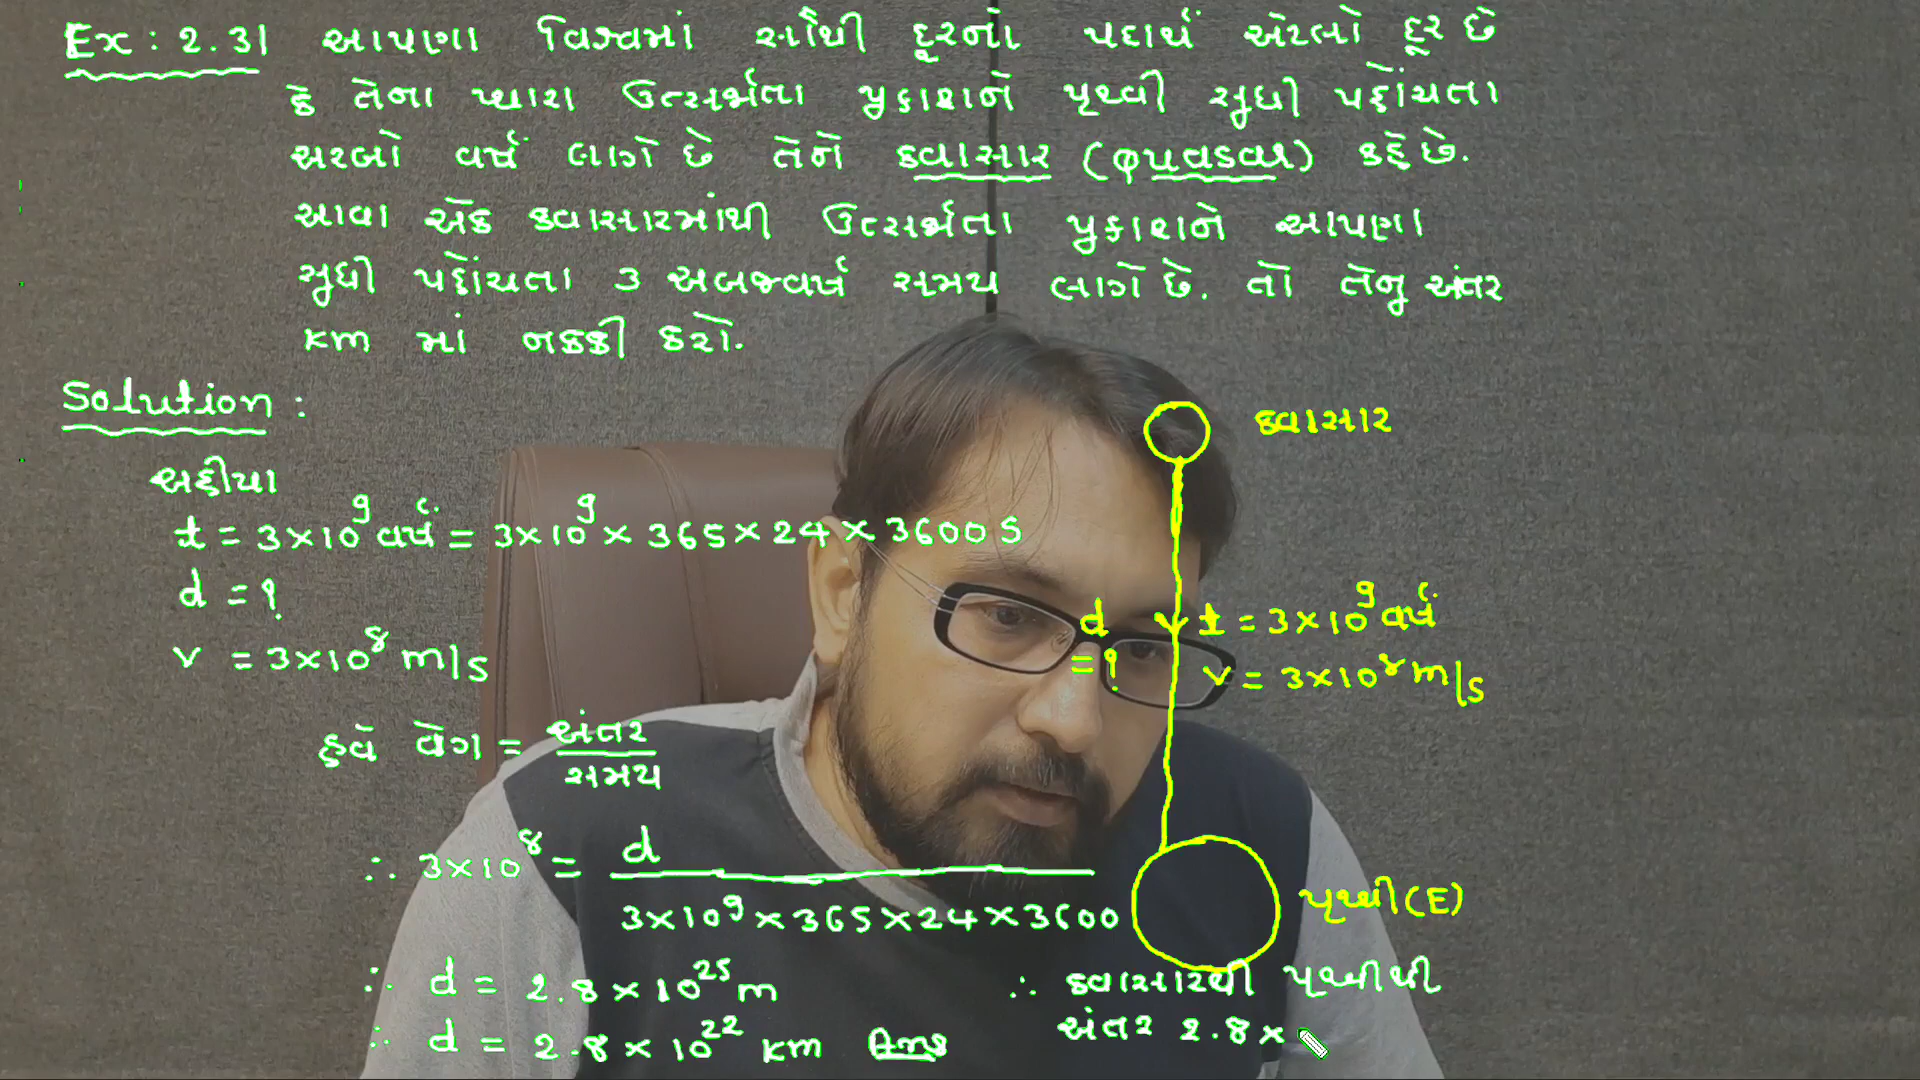 Ex : 2.31 આપણા વિશ્વમાં સૌથી દૂરનો પદાર્થ એટલો દૂર છે
કે તેના દ્વારા ઉત્સર્જીતા પ્રકાશને પૃથ્વી સુધી પહોંચતા
અરબો વર્ષ લાગે છે તેને ક્વાસાર ( ) કહે છે.
આવા એક ક્વાસારમાંથી ઉત્સર્જીતા પ્રકાશને આપણા
સુધી પહોંચતા 3 અબજવર્ષ સમય લાગે છે. તો તેનુ અંતર
km માં નક્કી કરો.
Solution :
અહીયા
t = 3×10⁹ વર્ષ = 3×10⁹ × 365 × 24 × 3600 S
d = ?
v = 3×10⁸ m/s
હવે વેગ = અંતર / સમય
∴ 3×10⁸ = d / 3×10⁹ × 365 × 24 × 3600
∴ d = 2.8 × 10²⁵ m
∴ d = 2.8 × 10²² km Ans
ક્વાસાર
d = ?
t = 3×10⁹ વર્ષ
v = 3×10⁸ m/s
પૃથ્વી (E)
∴ ક્વાસારથી પૃથ્વીથી
અંતર 2.8 ×